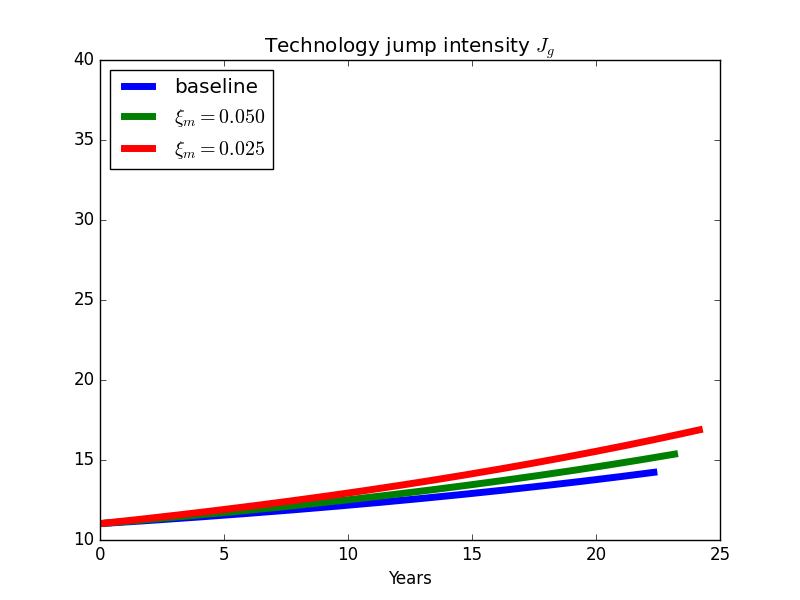 Technology jump intensity $J_g$
40
35
30
25
20
15
10
baseline
$\xi_m = 0.050$
$\xi_m = 0.025$
0 5 10 15 20 25
Years